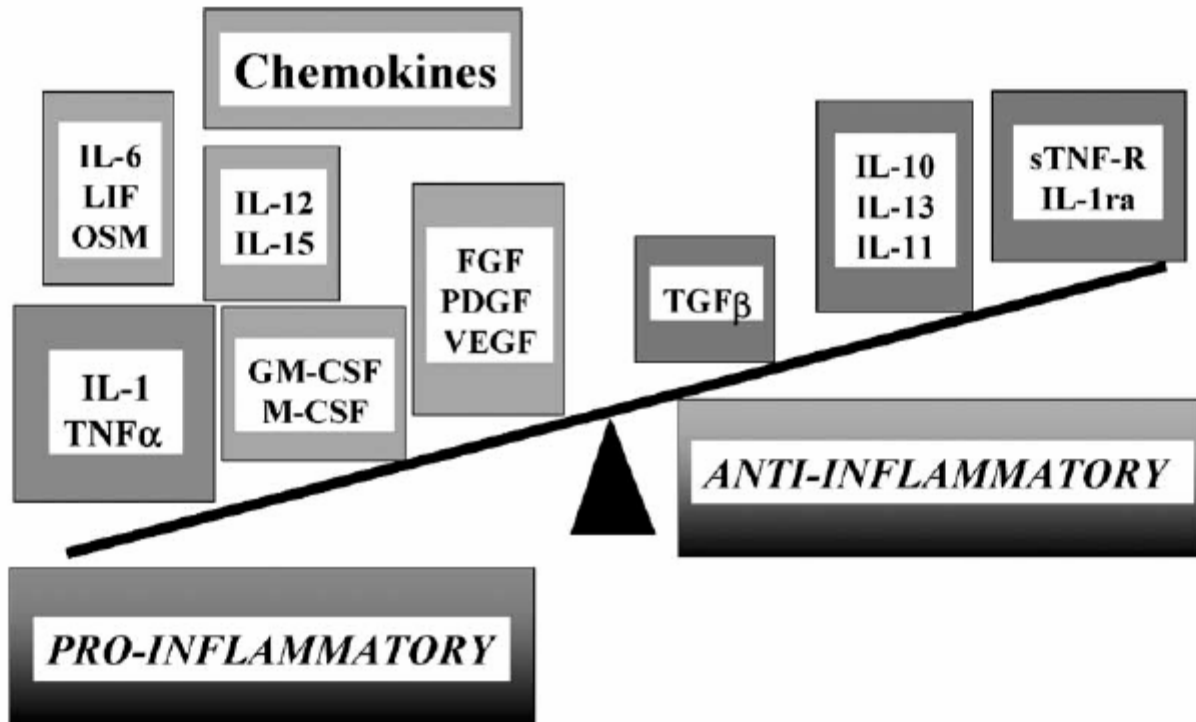 Chemokines
IL-6
LIF
OSM
IL-12
IL-15
IL-1
TNFα
GM-CSF
M-CSF
FGF
PDGF
VEGF
TGFβ
IL-10
IL-13
IL-11
sTNF-R
IL-1ra
ANTI-INFLAMMATORY
PRO-INFLAMMATORY